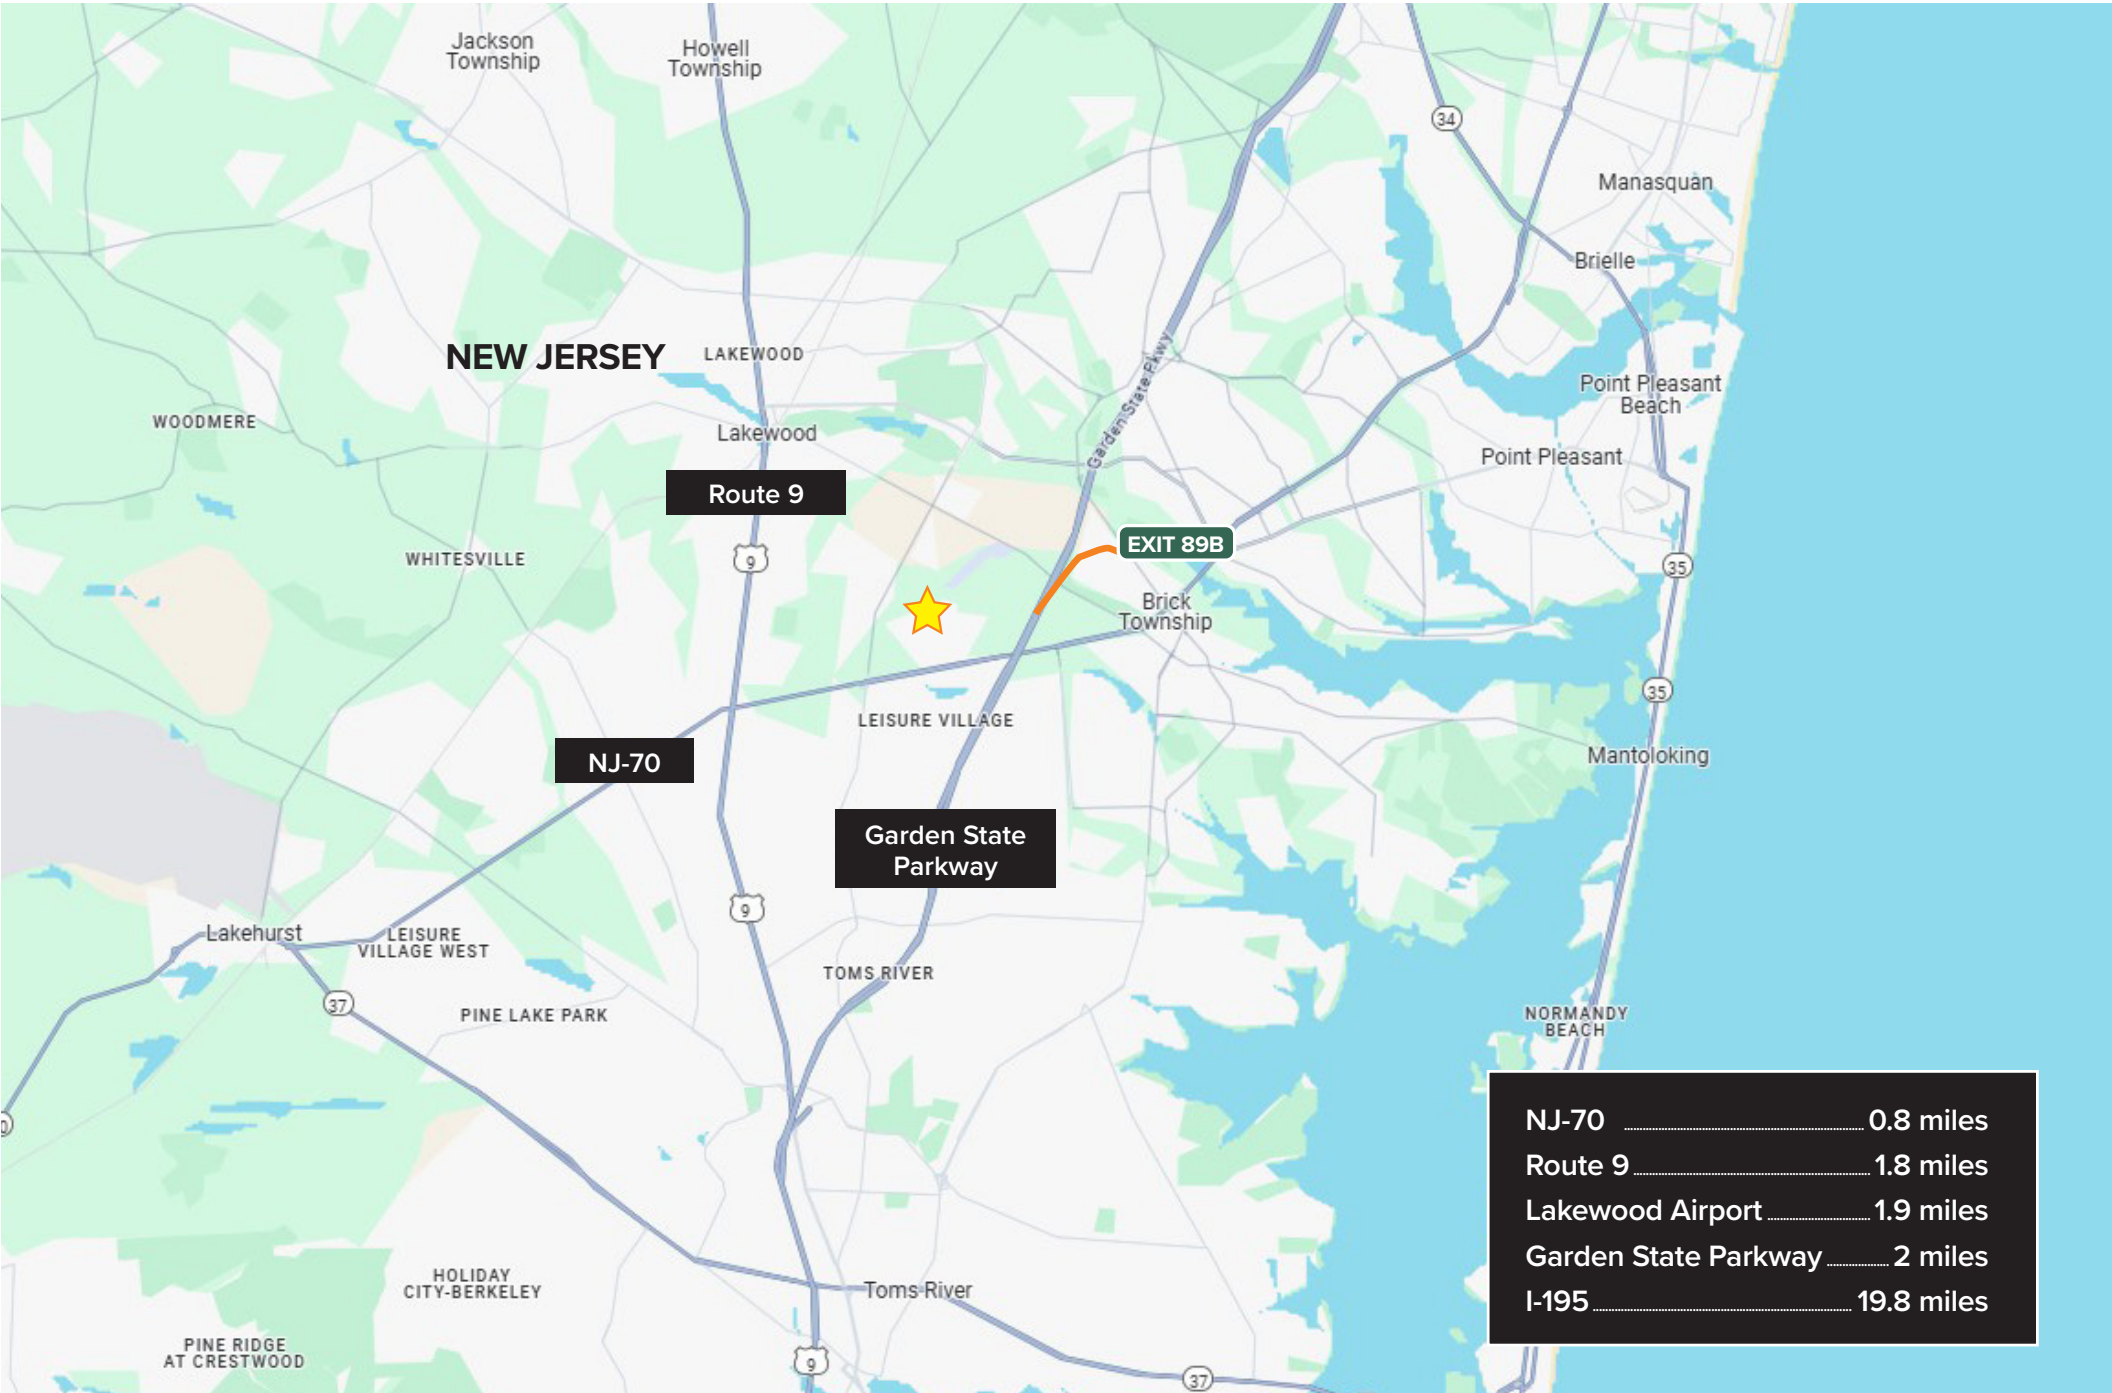 Jackson
Township
Howell
Township
34
Manasquan
Brielle
NEW JERSEY
LAKEWOOD
Garden State Pkwy
Point Pleasant
Beach
WOODMERE
Lakewood
Point Pleasant
Route 9
WHITESVILLE
9
EXIT 89B
35
Brick
Township
35
LEISURE VILLAGE
NJ-70
Mantoloking
Garden State
Parkway
9
Lakehurst
LEISURE
VILLAGE WEST
TOMS RIVER
37
PINE LAKE PARK
NORMANDY
BEACH
0
NJ-70 0.8 miles
Route 9 1.8 miles
Lakewood Airport 1.9 miles
Garden State Parkway 2 miles
I-195 19.8 miles
HOLIDAY
CITY-BERKELEY
Toms River
PINE RIDGE
AT CRESTWOOD
9
37